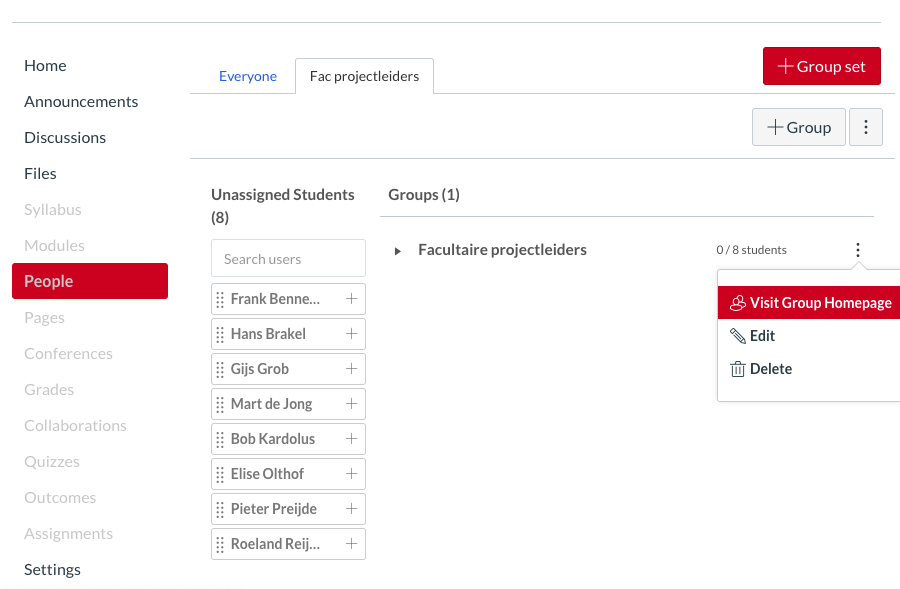 Home
Announcements
Discussions
Files
Syllabus
Modules
People
Pages
Conferences
Grades
Collaborations
Quizzes
Outcomes
Assignments
Settings
Everyone
Fac projectleiders
Group set
Group
Unassigned Students
(8)
Search users
Frank Benne...
Hans Brakel
Gijs Grob
Mart de Jong
Bob Kardolus
Elise Olthof
Pieter Preijde
Roeland Reij...
Groups (1)
Facultaire projectleiders
0 / 8 students
Visit Group Homepage
Edit
Delete